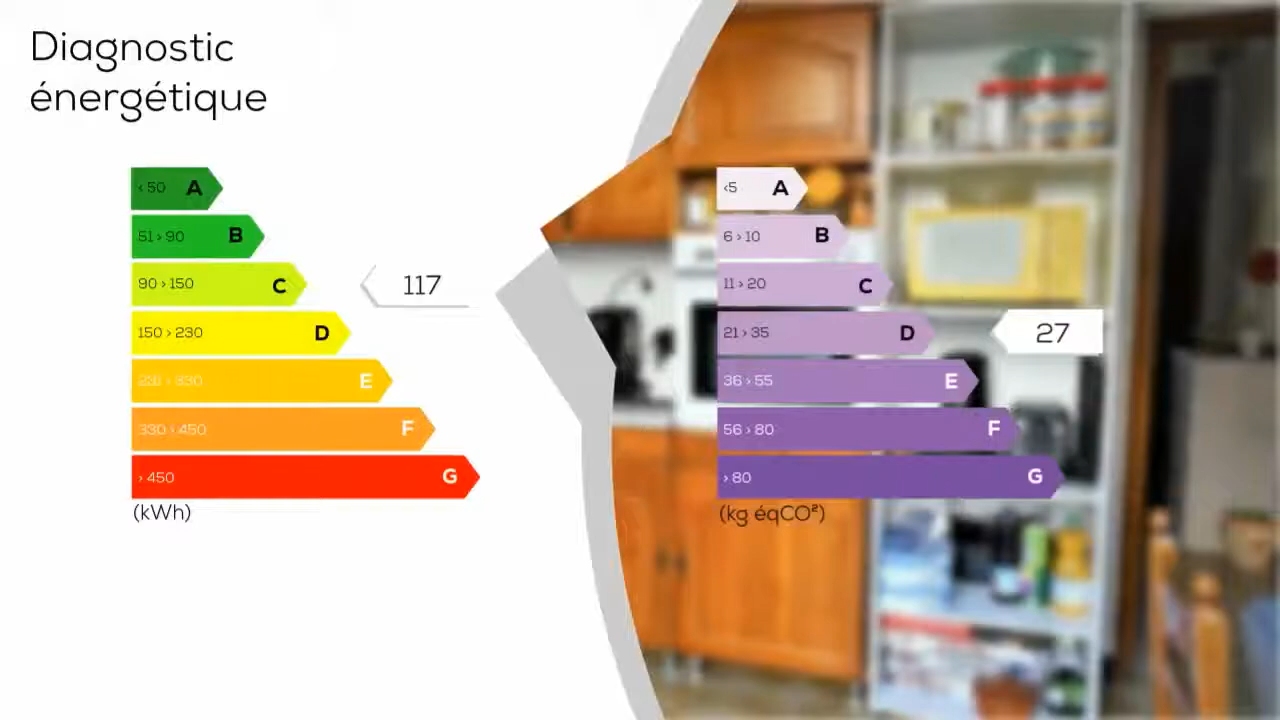 Diagnostic
énergétique
< 50 A
51 > 90 B
90 > 150 C
117
150 > 230 D
E
330 > 450 F
> 450 G
(kWh)
<5 A
6 > 10 B
11 > 20 C
21 > 35 D
27
36 > 55 E
56 > 80 F
> 80 G
(kg éqCO²)